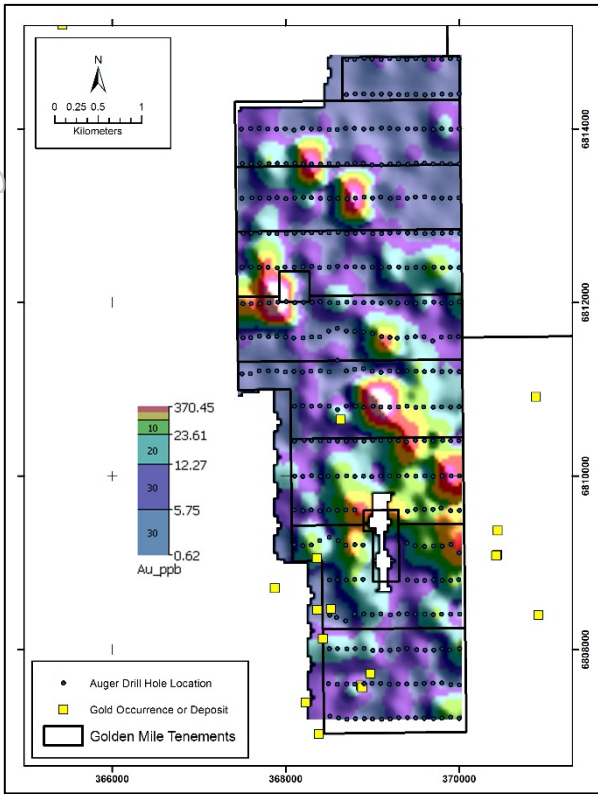 N
0 0.25 0.5 1
Kilometers
6814000
6812000
6810000
6808000
370.45
10
23.61
20
12.27
30
5.75
30
0.62
Au_ppb
Auger Drill Hole Location
Gold Occurrence or Deposit
Golden Mile Tenements
366000 368000 370000